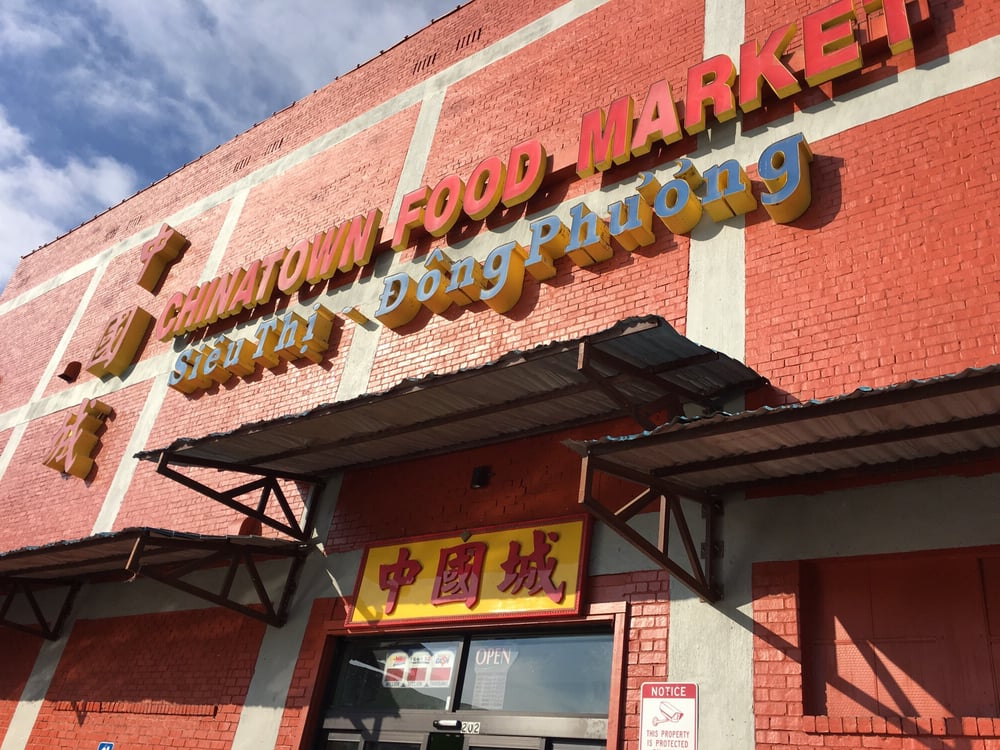 CHINATOWN FOOD MARKET
Siêu Thị - Đông Phương
中
國
城
中國城
OPEN
202
NOTICE
THIS PROPERTY
IS PROTECTED